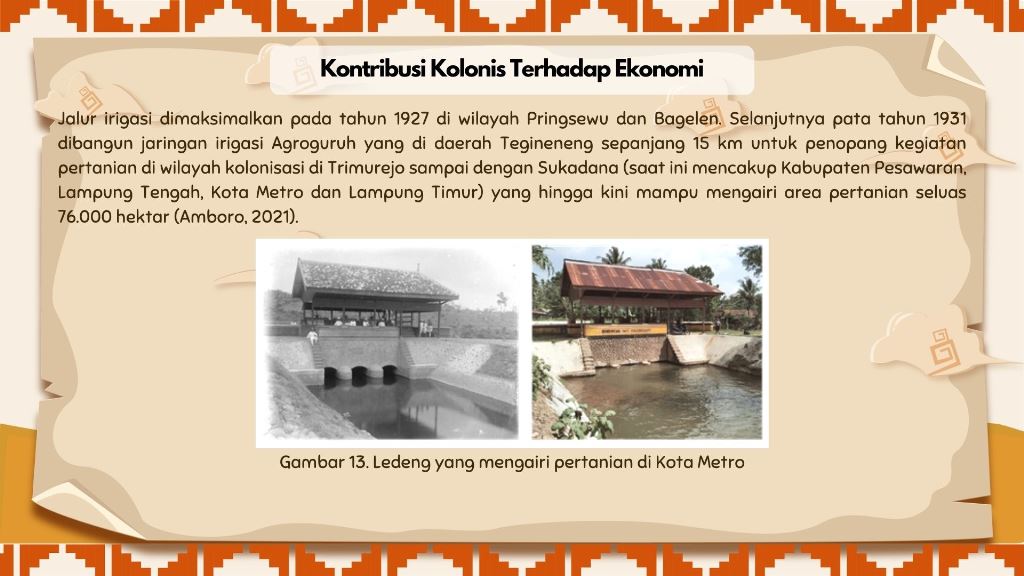 Kontribusi Kolonis Terhadap Ekonomi
Jalur irigasi dimaksimalkan pada tahun 1927 di wilayah Pringsewu dan Bagelen. Selanjutnya pata tahun 1931
dibangun jaringan irigasi Agroguruh yang di daerah Tegineneng sepanjang 15 km untuk penopang kegiatan
pertanian di wilayah kolonisasi di Trimurejo sampai dengan Sukadana (saat ini mencakup Kabupaten Pesawaran,
Lampung Tengah, Kota Metro dan Lampung Timur) yang hingga kini mampu mengairi area pertanian seluas
76.000 hektar (Amboro, 2021).
Gambar 13. Ledeng yang mengairi pertanian di Kota Metro